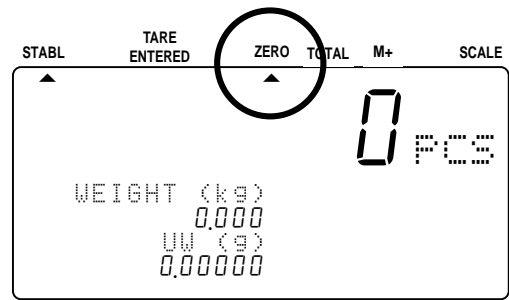 STABL TARE ENTERED ZERO TOTAL M+ SCALE
0 PCS
WEIGHT (kg)
0.000
UW (g)
0.00000